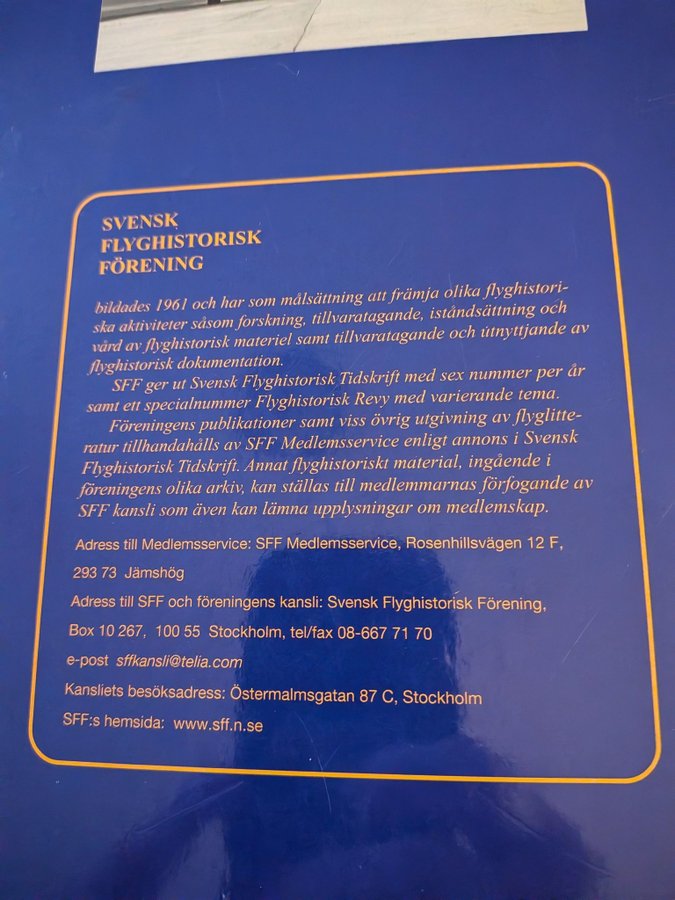 SVENSK
FLYGHISTORISK
FÖRENING
bildades 1961 och har som målsättning att främja olika flyghistori-
ska aktiviteter såsom forskning, tillvaratagande, iståndsättning och
vård av flyghistorisk materiel samt tillvaratagande och utnyttjande av
flyghistorisk dokumentation.
SFF ger ut Svensk Flyghistorisk Tidskrift med sex nummer per år
samt ett specialnummer Flyghistorisk Revy med varierande tema.
Föreningens publikationer samt viss övrig utgivning av flyglitte-
ratur tillhandahålls av SFF Medlemsservice enligt annons i Svensk
Flyghistorisk Tidskrift. Annat flyghistoriskt material, ingående i
föreningens olika arkiv, kan ställas till medlemmarnas förfogande av
SFF kansli som även kan lämna upplysningar om medlemskap.
Adress till Medlemsservice: SFF Medlemsservice, Rosenhillsvägen 12 F,
293 73 Jämshög
Adress till SFF och föreningens kansli: Svensk Flyghistorisk Förening,
Box 10 267, 100 55 Stockholm, tel/fax 08-667 71 70
e-post sffkansli@telia.com
Kansliets besöksadress: Östermalmsgatan 87 C, Stockholm
SFF:s hemsida: www.sff.n.se